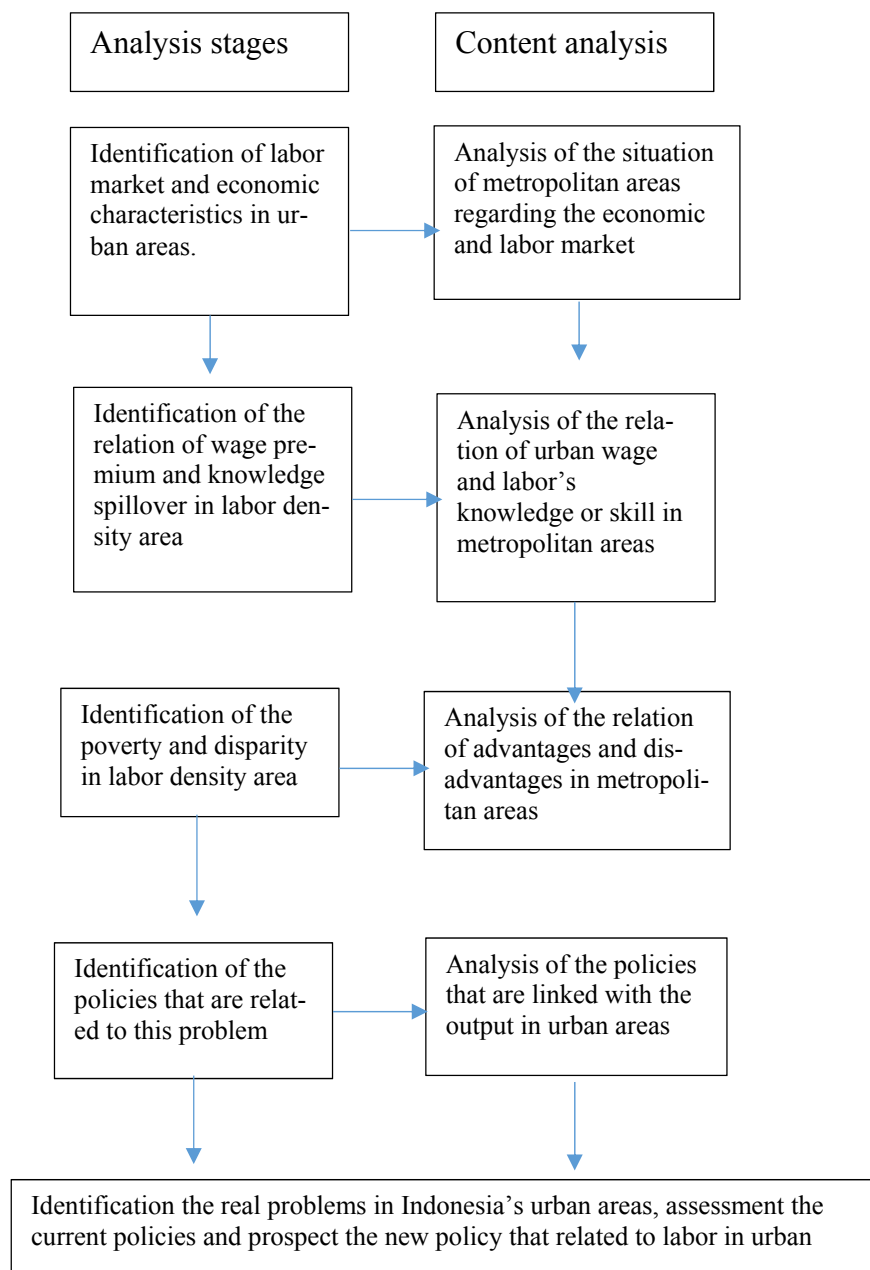 Analysis stages
Content analysis
Identification of labor
market and economic
characteristics in ur-
ban areas.
Analysis of the situation
of metropolitan areas
regarding the economic
and labor market
Identification of the
relation of wage pre-
mium and knowledge
spillover in labor den-
sity area
Analysis of the rela-
tion of urban wage
and labor’s
knowledge or skill in
metropolitan areas
Identification of the
poverty and disparity
in labor density area
Analysis of the relation
of advantages and dis-
advantages in metropoli-
tan areas
Identification of the
policies that are relat-
ed to this problem
Analysis of the policies
that are linked with the
output in urban areas
Identification the real problems in Indonesia’s urban areas, assessment the
current policies and prospect the new policy that related to labor in urban